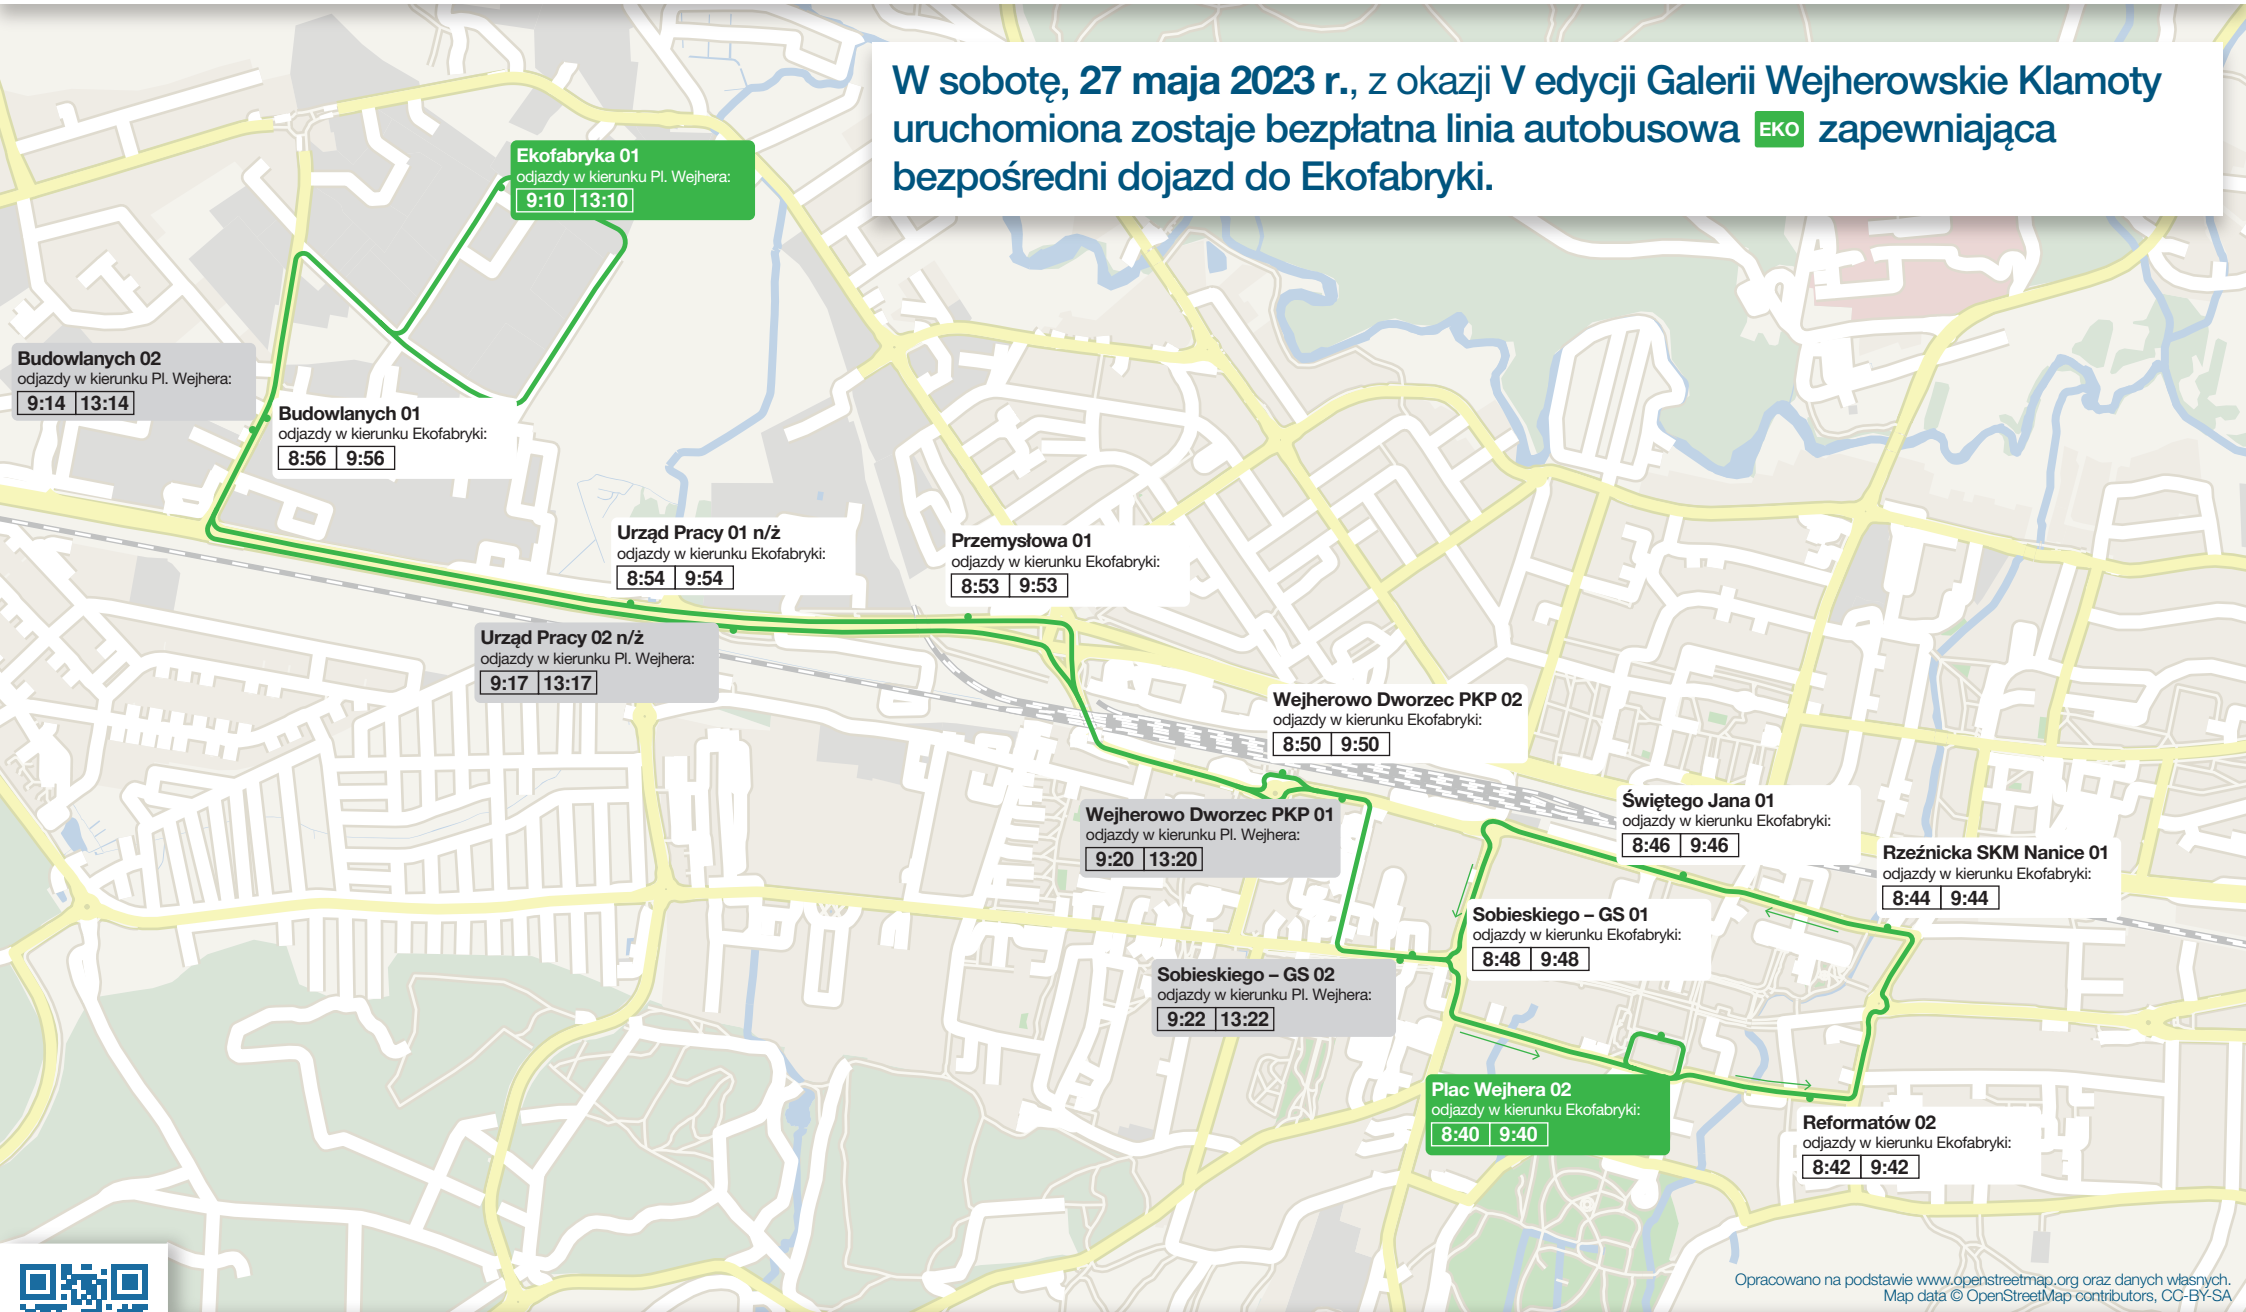 W sobotę, 27 maja 2023 r., z okazji V edycji Galerii Wejherowskie Klamoty
uruchomiona zostaje bezpłatna linia autobusowa EKO zapewniająca
bezpośredni dojazd do Ekofabryki.
Ekofabryka 01
odjazdy w kierunku Pl. Wejhera:
9:10 13:10
Budowlanych 02
odjazdy w kierunku Pl. Wejhera:
9:14 13:14
Budowlanych 01
odjazdy w kierunku Ekofabryki:
8:56 9:56
Urząd Pracy 01 n/ż
odjazdy w kierunku Ekofabryki:
8:54 9:54
Przemysłowa 01
odjazdy w kierunku Ekofabryki:
8:53 9:53
Urząd Pracy 02 n/ż
odjazdy w kierunku Pl. Wejhera:
9:17 13:17
Wejherowo Dworzec PKP 02
odjazdy w kierunku Ekofabryki:
8:50 9:50
Wejherowo Dworzec PKP 01
odjazdy w kierunku Pl. Wejhera:
9:20 13:20
Świętego Jana 01
odjazdy w kierunku Ekofabryki:
8:46 9:46
Rzeźnicka SKM Nanice 01
odjazdy w kierunku Ekofabryki:
8:44 9:44
Sobieskiego – GS 01
odjazdy w kierunku Ekofabryki:
8:48 9:48
Sobieskiego – GS 02
odjazdy w kierunku Pl. Wejhera:
9:22 13:22
Plac Wejhera 02
odjazdy w kierunku Ekofabryki:
8:40 9:40
Reformatów 02
odjazdy w kierunku Ekofabryki:
8:42 9:42
Opracowano na podstawie www.openstreetmap.org oraz danych własnych.
Map data © OpenStreetMap contributors, CC-BY-SA